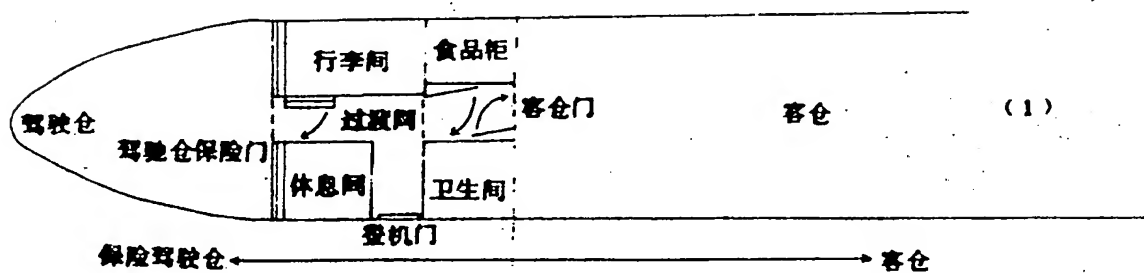 行李间
食品柜
驾驶仓
过渡间
客仓门
客仓
(1)
驾驶仓保险门
休息间
卫生间
登机门
保险驾驶仓
客仓